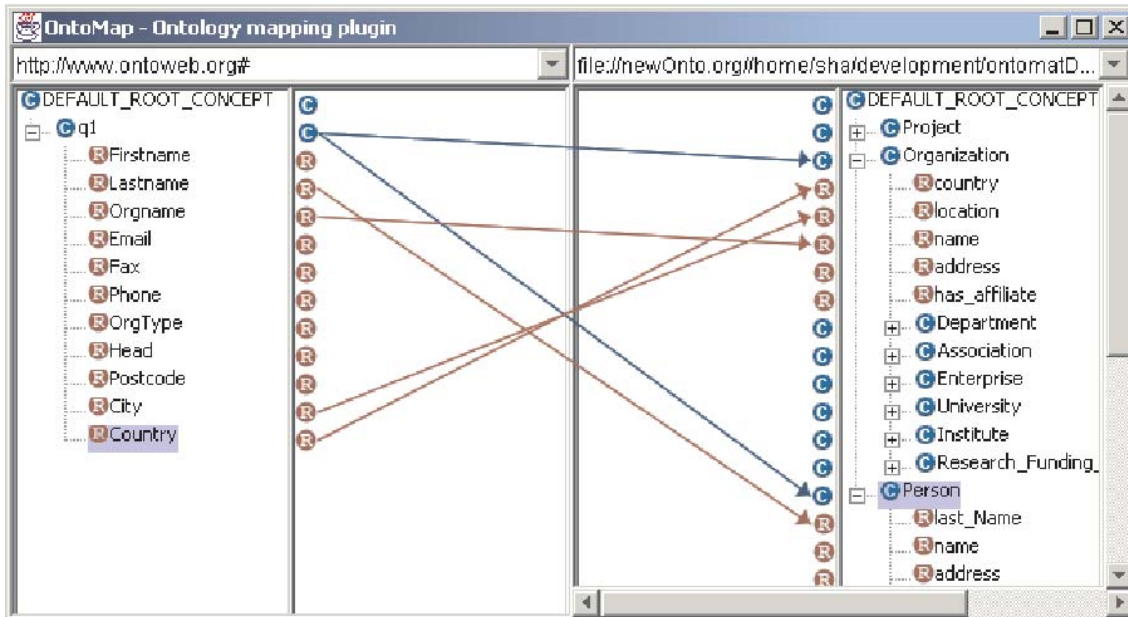 OntoMap - Ontology mapping plugin
http://www.ontoweb.org#
file://newOnto.org//home/sha/development/ontomatD...
C DEFAULT_ROOT_CONCEPT
C q1
R Firstname
R Lastname
R Orgname
R Email
R Fax
R Phone
R OrgType
R Head
R Postcode
R City
R Country
C
C
R
R
R
R
R
R
R
R
R
R
R
C
C
C
R
R
R
R
R
C
C
C
C
C
C
C
R
R
R
C DEFAULT_ROOT_CONCEPT
C Project
C Organization
R country
R location
R name
R address
R has_affiliate
C Department
C Association
C Enterprise
C University
C Institute
C Research_Funding_
C Person
R last_Name
R name
R address